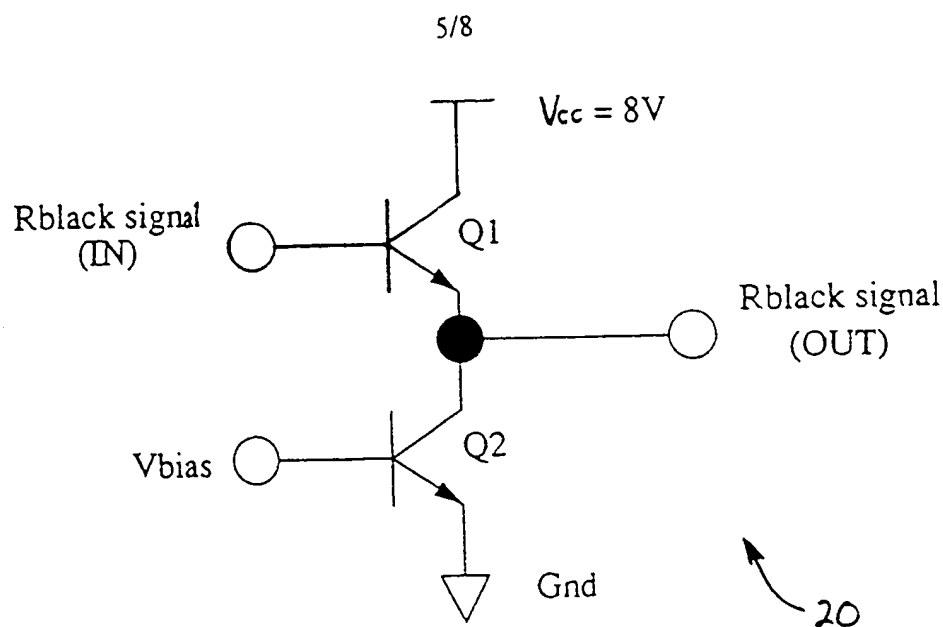 5/8
Vcc = 8V
Rblack signal
(IN)
Q1
Rblack signal
(OUT)
Vbias
Q2
Gnd
20